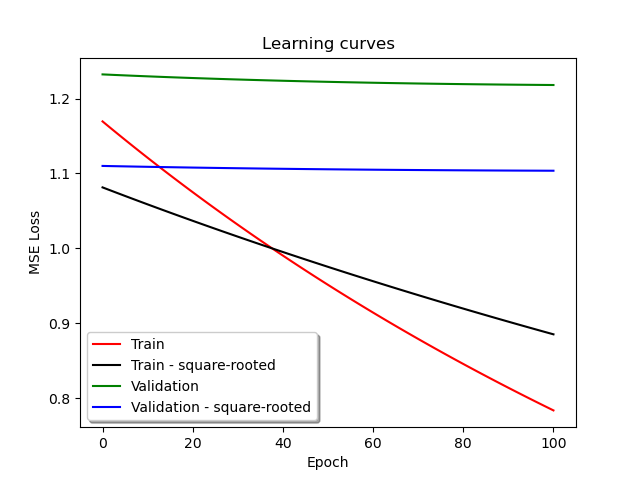 Learning curves
MSE Loss
1.2
1.1
1.0
0.9
0.8
Train
Train - square-rooted
Validation
Validation - square-rooted
0 20 40 60 80 100
Epoch